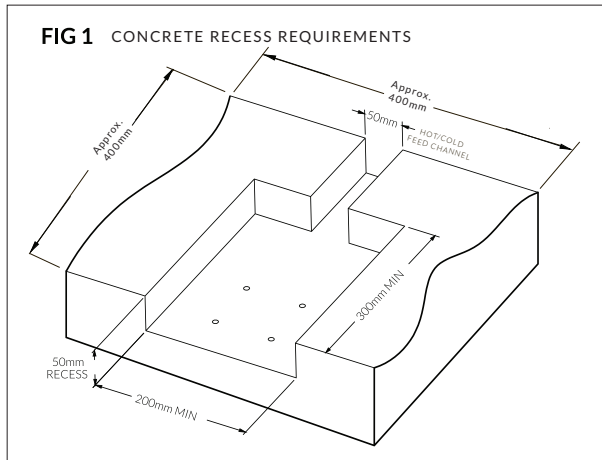 FIG 1 CONCRETE RECESS REQUIREMENTS
Approx.
400mm
Approx.
400mm
50mm
HOT/COLD
FEED CHANNEL
300mm MIN
50mm
RECESS
200mm MIN